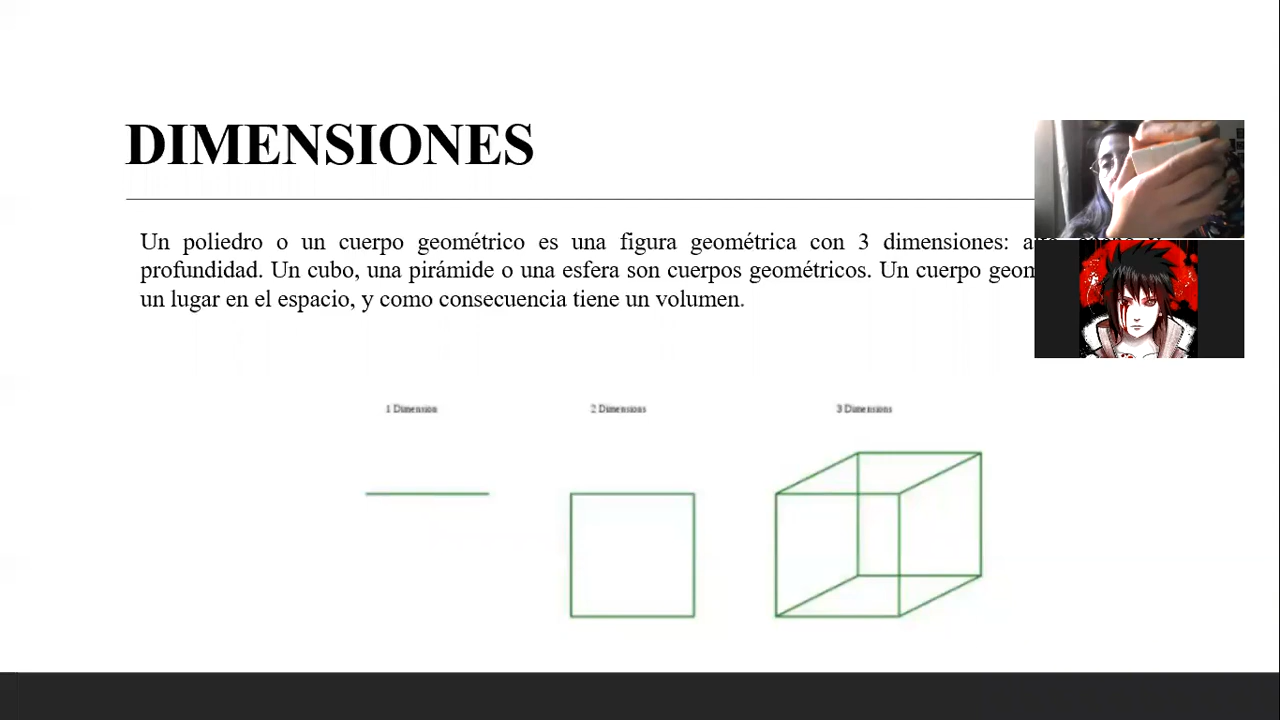 DIMENSIONES
Un poliedro o un cuerpo geométrico es una figura geométrica con 3 dimensiones:
profundidad. Un cubo, una pirámide o una esfera son cuerpos geométricos. Un cuerpo
un lugar en el espacio, y como consecuencia tiene un volumen.
1 Dimension
2 Dimensions
3 Dimensions